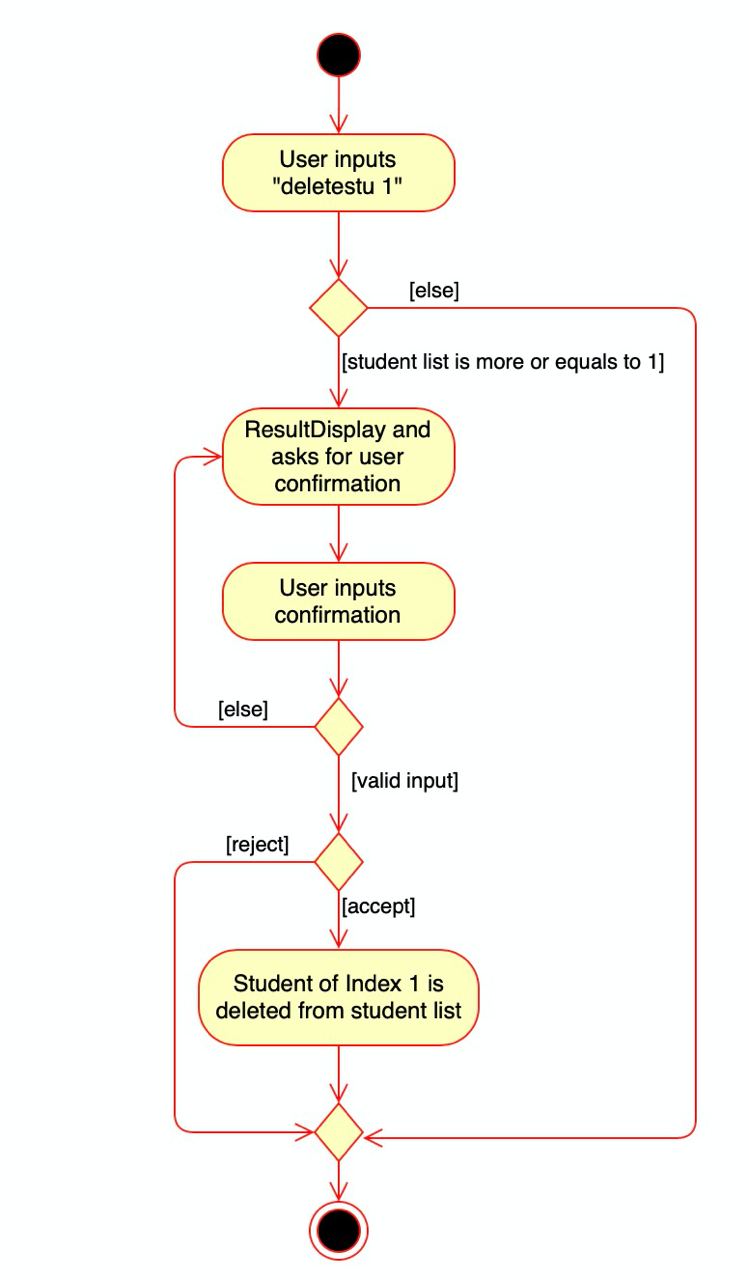 User inputs
"deletestu 1"
[else]
[student list is more or equals to 1]
ResultDisplay and
asks for user
confirmation
User inputs
confirmation
[else]
[valid input]
[reject]
[accept]
Student of Index 1 is
deleted from student list